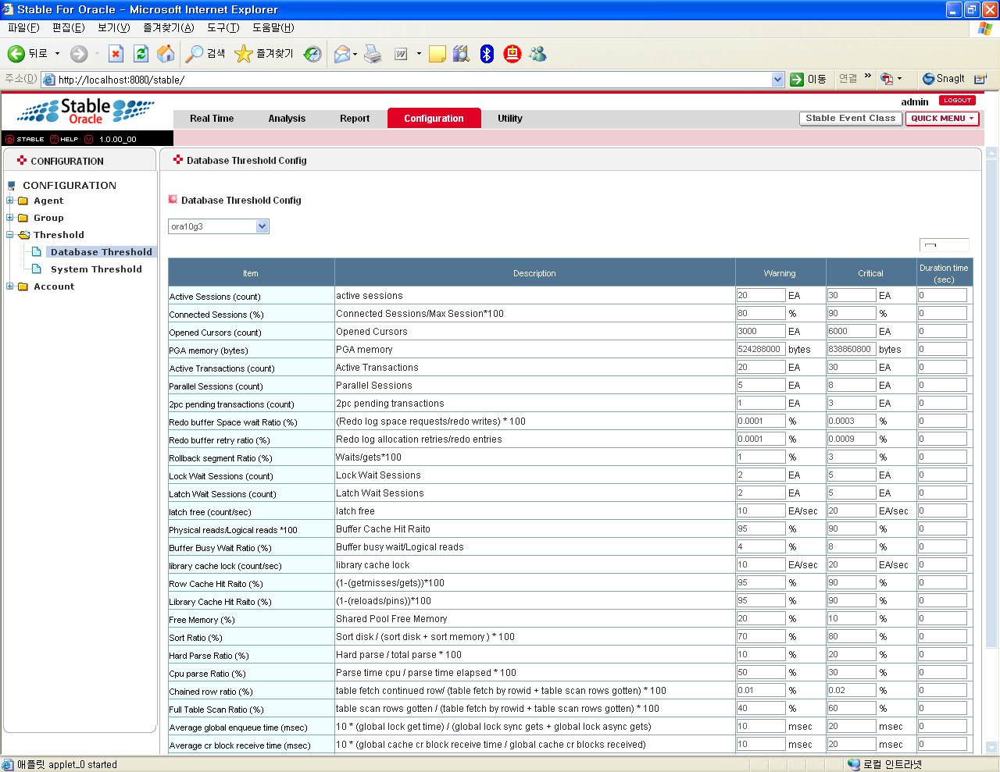 Stable For Oracle - Microsoft Internet Explorer
파일(F) 편집(E) 보기(V) 즐겨찾기(A) 도구(T) 도움말(H)
뒤로 검색 즐겨찾기
주소(D) http://localhost:8080/stable/ 이동 연결 » SnagIt
Stable Oracle
admin LOGOUT
Real Time Analysis Report Configuration Utility Stable Event Class QUICK MENU
STABLE HELP 1.0.00_00
CONFIGURATION
Database Threshold Config
CONFIGURATION
Agent
Group
Threshold
Database Threshold
System Threshold
Account
Database Threshold Config
ora10g3
Item Description Warning Critical Duration time (sec)
Active Sessions (count) active sessions 20 EA 30 EA 0
Connected Sessions (%) Connected Sessions/Max Session*100 80 % 90 % 0
Opened Cursors (count) Opened Cursors 3000 EA 6000 EA 0
PGA memory (bytes) PGA memory 524288000 bytes 838860800 bytes 0
Active Transactions (count) Active Transactions 20 EA 30 EA 0
Parallel Sessions (count) Parallel Sessions 5 EA 8 EA 0
2pc pending transactions (count) 2pc pending transactions 1 EA 3 EA 0
Redo buffer Space wait Ratio (%) (Redo log space requests/redo writes) * 100 0.0001 % 0.0003 % 0
Redo buffer retry ratio (%) Redo log allocation retries/redo entries 0.0001 % 0.0009 % 0
Rollback segment Ratio (%) Waits/gets*100 1 % 3 % 0
Lock Wait Sessions (count) Lock Wait Sessions 2 EA 5 EA 0
Latch Wait Sessions (count) Latch Wait Sessions 2 EA 5 EA 0
latch free (count/sec) latch free 10 EA/sec 20 EA/sec 0
Physical reads/Logical reads *100 Buffer Cache Hit Raito 95 % 90 % 0
Buffer Busy Wait Ratio (%) Buffer busy wait/Logical reads 4 % 8 % 0
library cache lock (count/sec) library cache lock 10 EA/sec 20 EA/sec 0
Row Cache Hit Raito (%) (1-(getmisses/gets))*100 95 % 90 % 0
Library Cache Hit Raito (%) (1-(reloads/pins))*100 95 % 90 % 0
Free Memory (%) Shared Pool Free Memory 20 % 10 % 0
Sort Ratio (%) Sort disk / (sort disk + sort memory ) * 100 70 % 80 % 0
Hard Parse Ratio (%) Hard parse / total parse * 100 10 % 20 % 0
Cpu parse Ratio (%) Parse time cpu / parse time elapsed * 100 50 % 30 % 0
Chained row ratio (%) table fetch continued row/ (table fetch by rowid + table scan rows gotten) * 100 0.01 % 0.02 % 0
Full Table Scan Ratio (%) table scan rows gotten / (table fetch by rowid + table scan rows gotten) * 100 40 % 60 % 0
Average global enqueue time (msec) 10 * (global lock get time) / (global lock sync gets + global lock async gets) 10 msec 20 msec 0
Average cr block receive time (msec) 10 * (global cache cr block receive time / global cache cr blocks received) 10 msec 20 msec 0
애플릿 applet_0 started 로컬 인트라넷